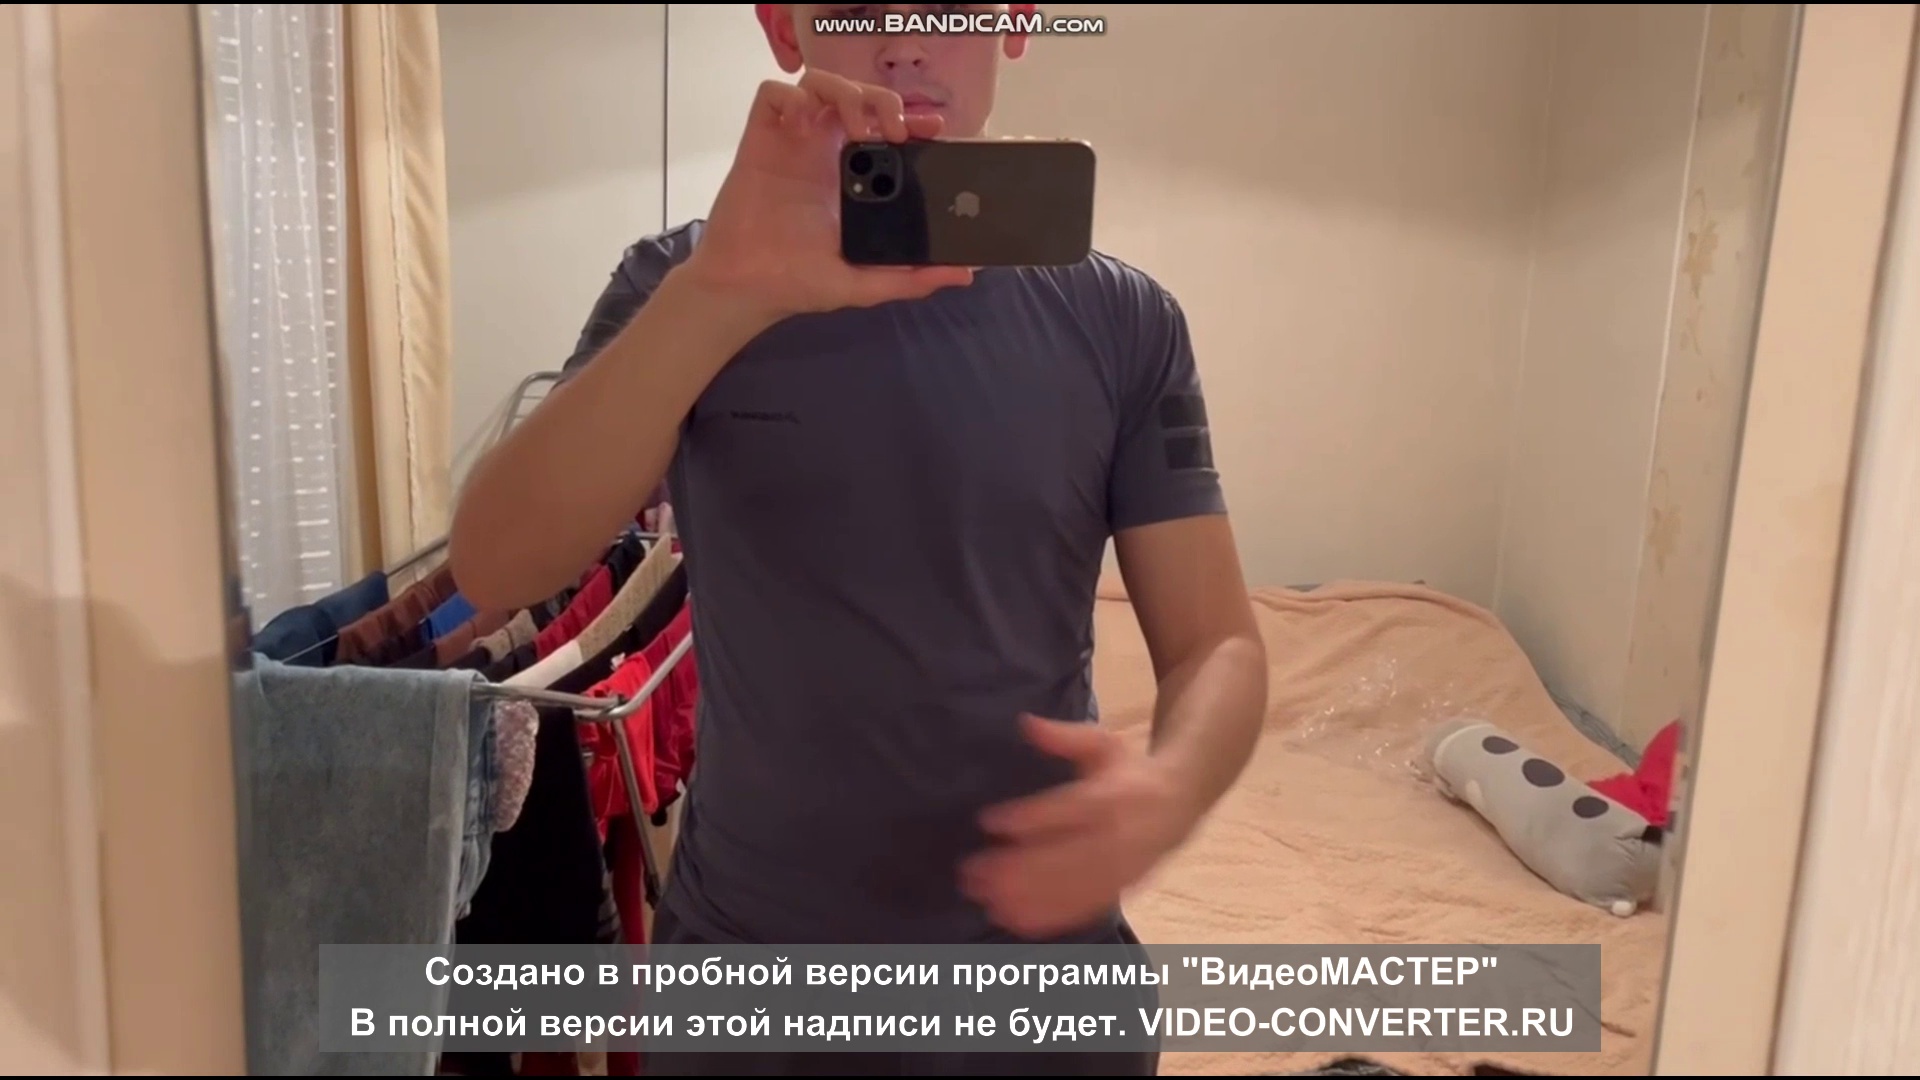 www.BANDICAM.com
Создано в пробной версии программы "ВидеоМАСТЕР"
В полной версии этой надписи не будет. VIDEO-CONVERTER.RU